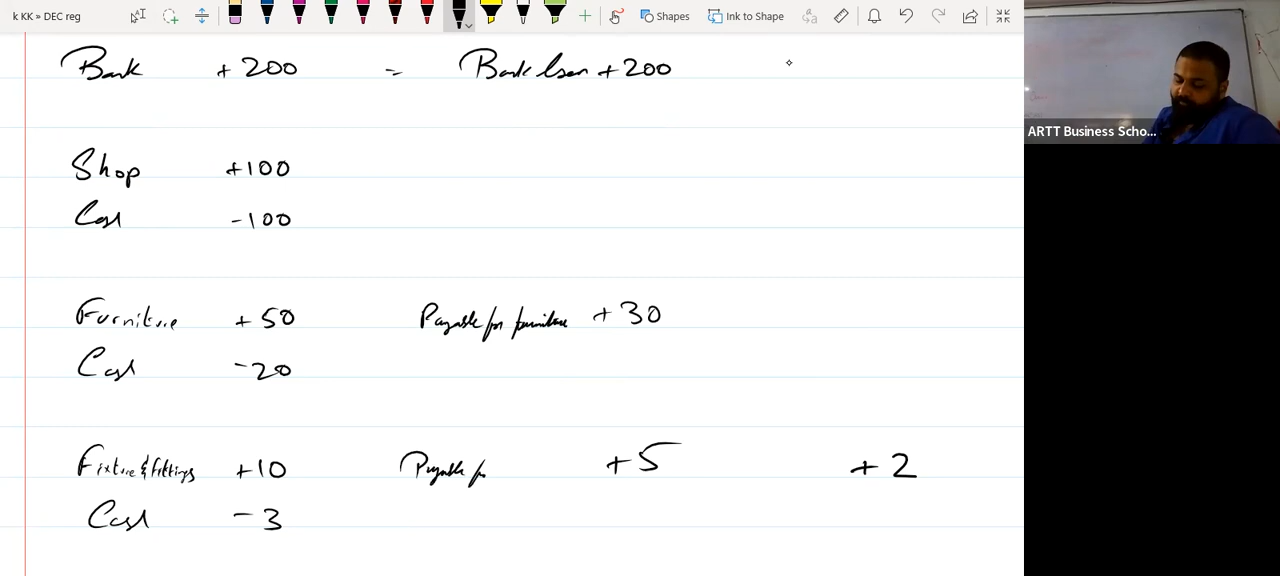 k KK » DEC reg Shapes Ink to Shape
Bank +200 = Bank loan +200
ARTT Business Scho...
Shop +100
Cash -100
Furniture +50 Payable for furniture +30
Cash -20
Fixture & fittings +10 Payable for +5 +2
Cash -3